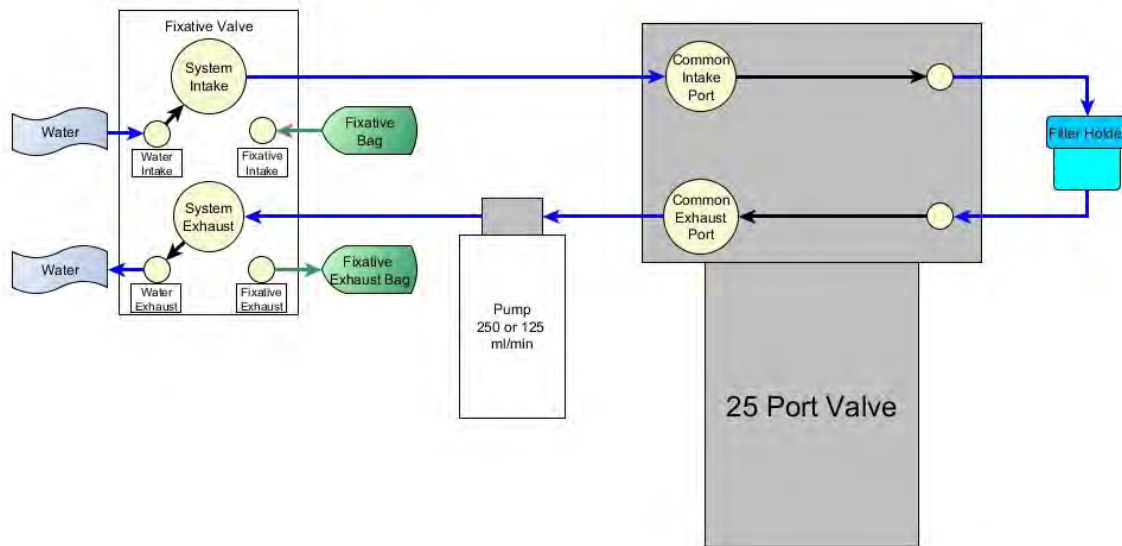 Fixative Valve
System
Intake
Common
Intake
Port
Water
Fixative
Bag
Filler Holde
Water
Intake
Fixative
Intake
System
Exhaust
Common
Exhaust
Port
Water
Fixative
Exhaust Bag
Water
Exhaust
Fixative
Exhaust
Pump
250 or 125
ml/min
25 Port Valve